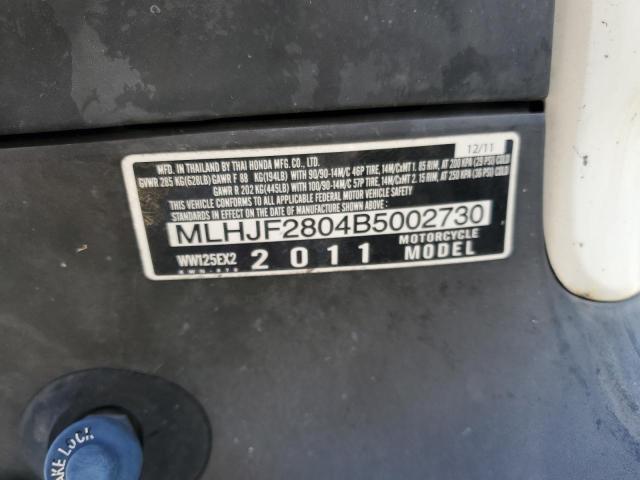 12/11
MFD. IN THAILAND BY THAI HONDA MFG. CO., LTD.
GVWR 285 KG(628LB) GAWR F 88 KG(194LB) WITH 90/90-14M/C 46P TIRE, 14M/CxMT 1.85 RIM, AT 200 KPA (29 PSI) COLD
GAWR R 202 KG(445LB) WITH 100/90-14M/C 57P TIRE, 14M/CxMT 2.15 RIM, AT 250 KPA (36 PSI) COLD
THIS VEHICLE CONFORMS TO ALL APPLICABLE FEDERAL MOTOR VEHICLE SAFETY
STANDARDS IN EFFECT ON THE DATE OF MANUFACTURE SHOWN ABOVE.
MLHJF2804B5002730
WW125EX2 2011 MOTORCYCLE MODEL
LOCK